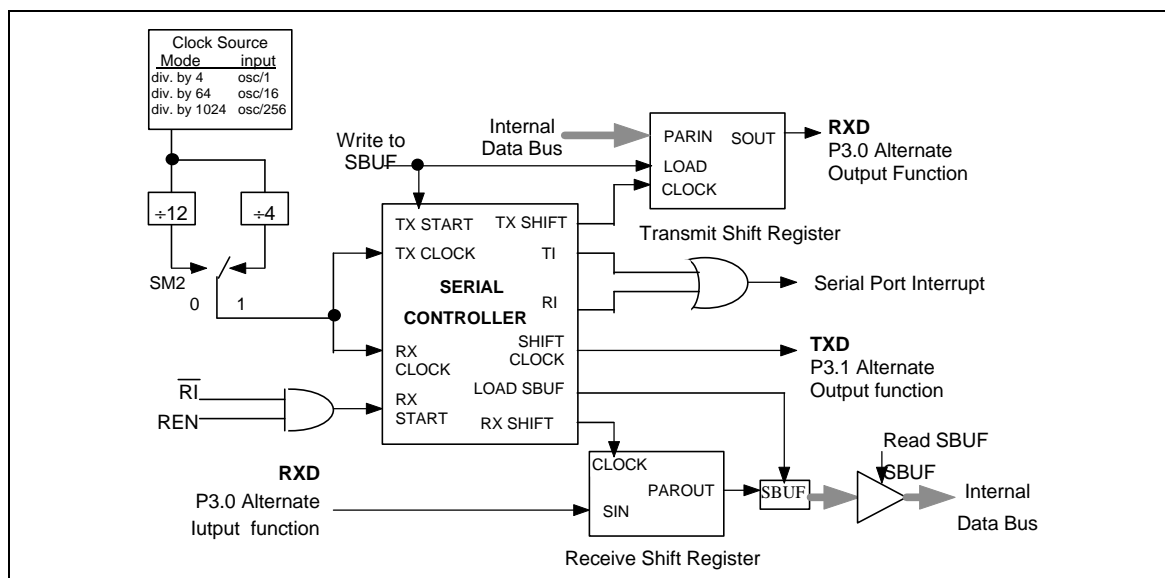 Clock Source
Mode input
div. by 4 osc/1
div. by 64 osc/16
div. by 1024 osc/256
÷12
÷4
SM2
0 1
Write to
SBUF
Internal
Data Bus
PARIN
SOUT
LOAD
CLOCK
RXD
P3.0 Alternate
Output Function
Transmit Shift Register
TX START
TX SHIFT
TX CLOCK
TI
SERIAL
RI
CONTROLLER
SHIFT
CLOCK
RX
CLOCK
LOAD SBUF
RX
START
RX SHIFT
Serial Port Interrupt
TXD
P3.1 Alternate
Output function
RI
REN
RXD
P3.0 Alternate
Iutput function
CLOCK
PAROUT
SIN
Receive Shift Register
SBUF
Read SBUF
SBUF
Internal
Data Bus